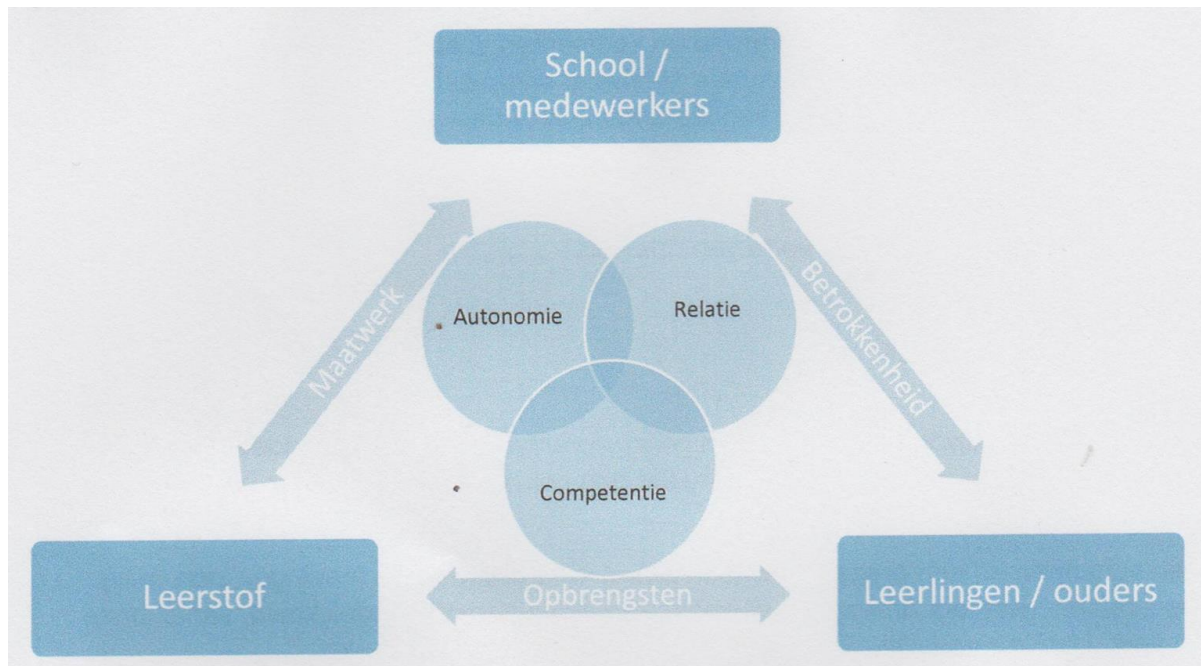 School /
medewerkers
Maatwerk
Autonomie
Relatie
Betrokkenheid
Competentie
Leerstof
Opbrengsten
Leerlingen / ouders